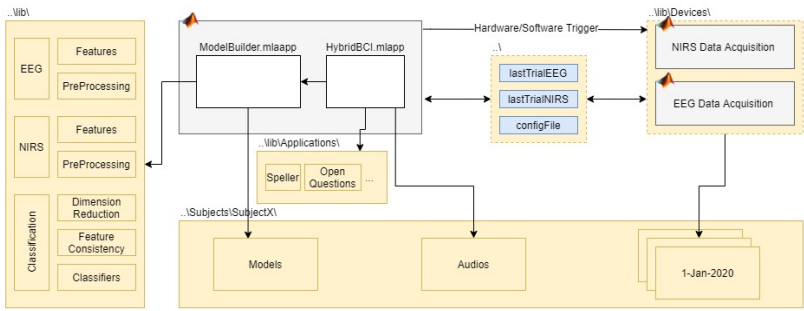 ..\lib\
EEG
Features
PreProcessing
NIRS
Features
PreProcessing
Classification
Dimension
Reduction
Feature
Consistency
Classifiers
ModelBuilder.mlaapp
HybridBCI.mlapp
Hardware/Software Trigger
..\
lastTrialEEG
lastTrialNIRS
configFile
..\lib\Devices\
NIRS Data Acquisition
EEG Data Acquisition
..\lib\Applications\
Speller
Open
Questions
...
..\Subjects\SubjectX\
Models
Audios
1-Jan-2020